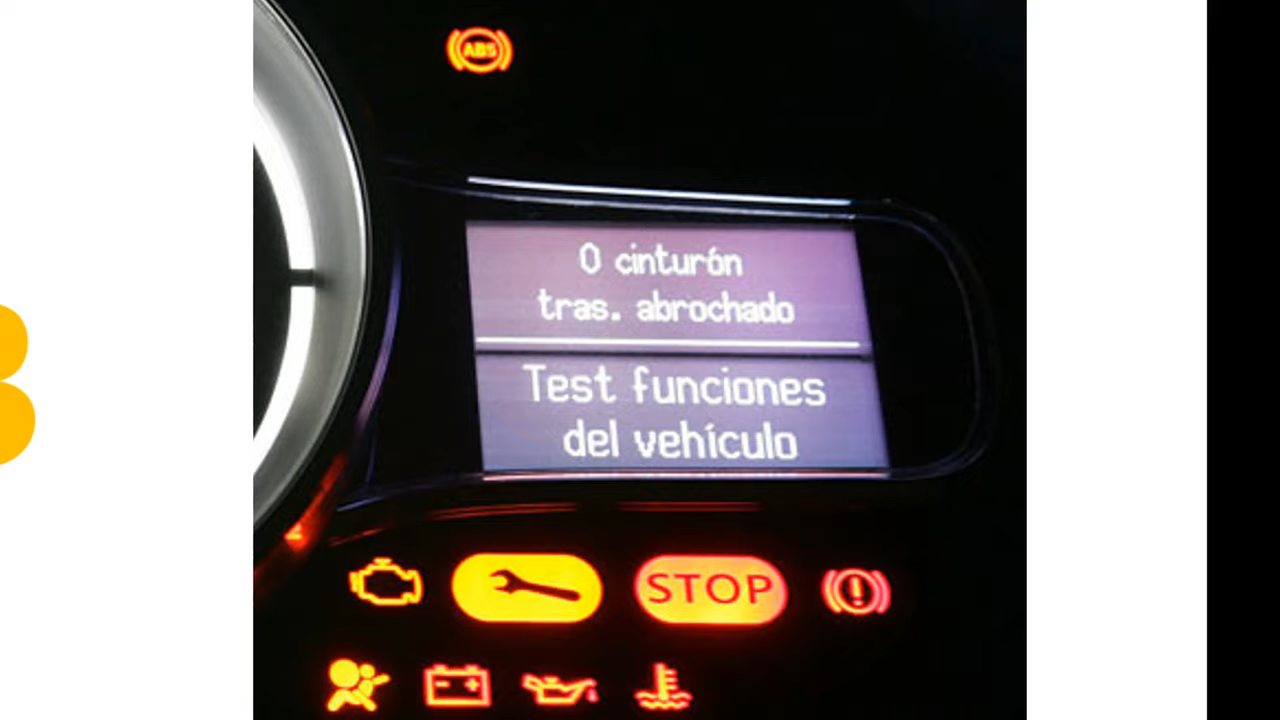 ABS
0 cinturón
tras. abrochado
Test funciones
del vehículo
STOP